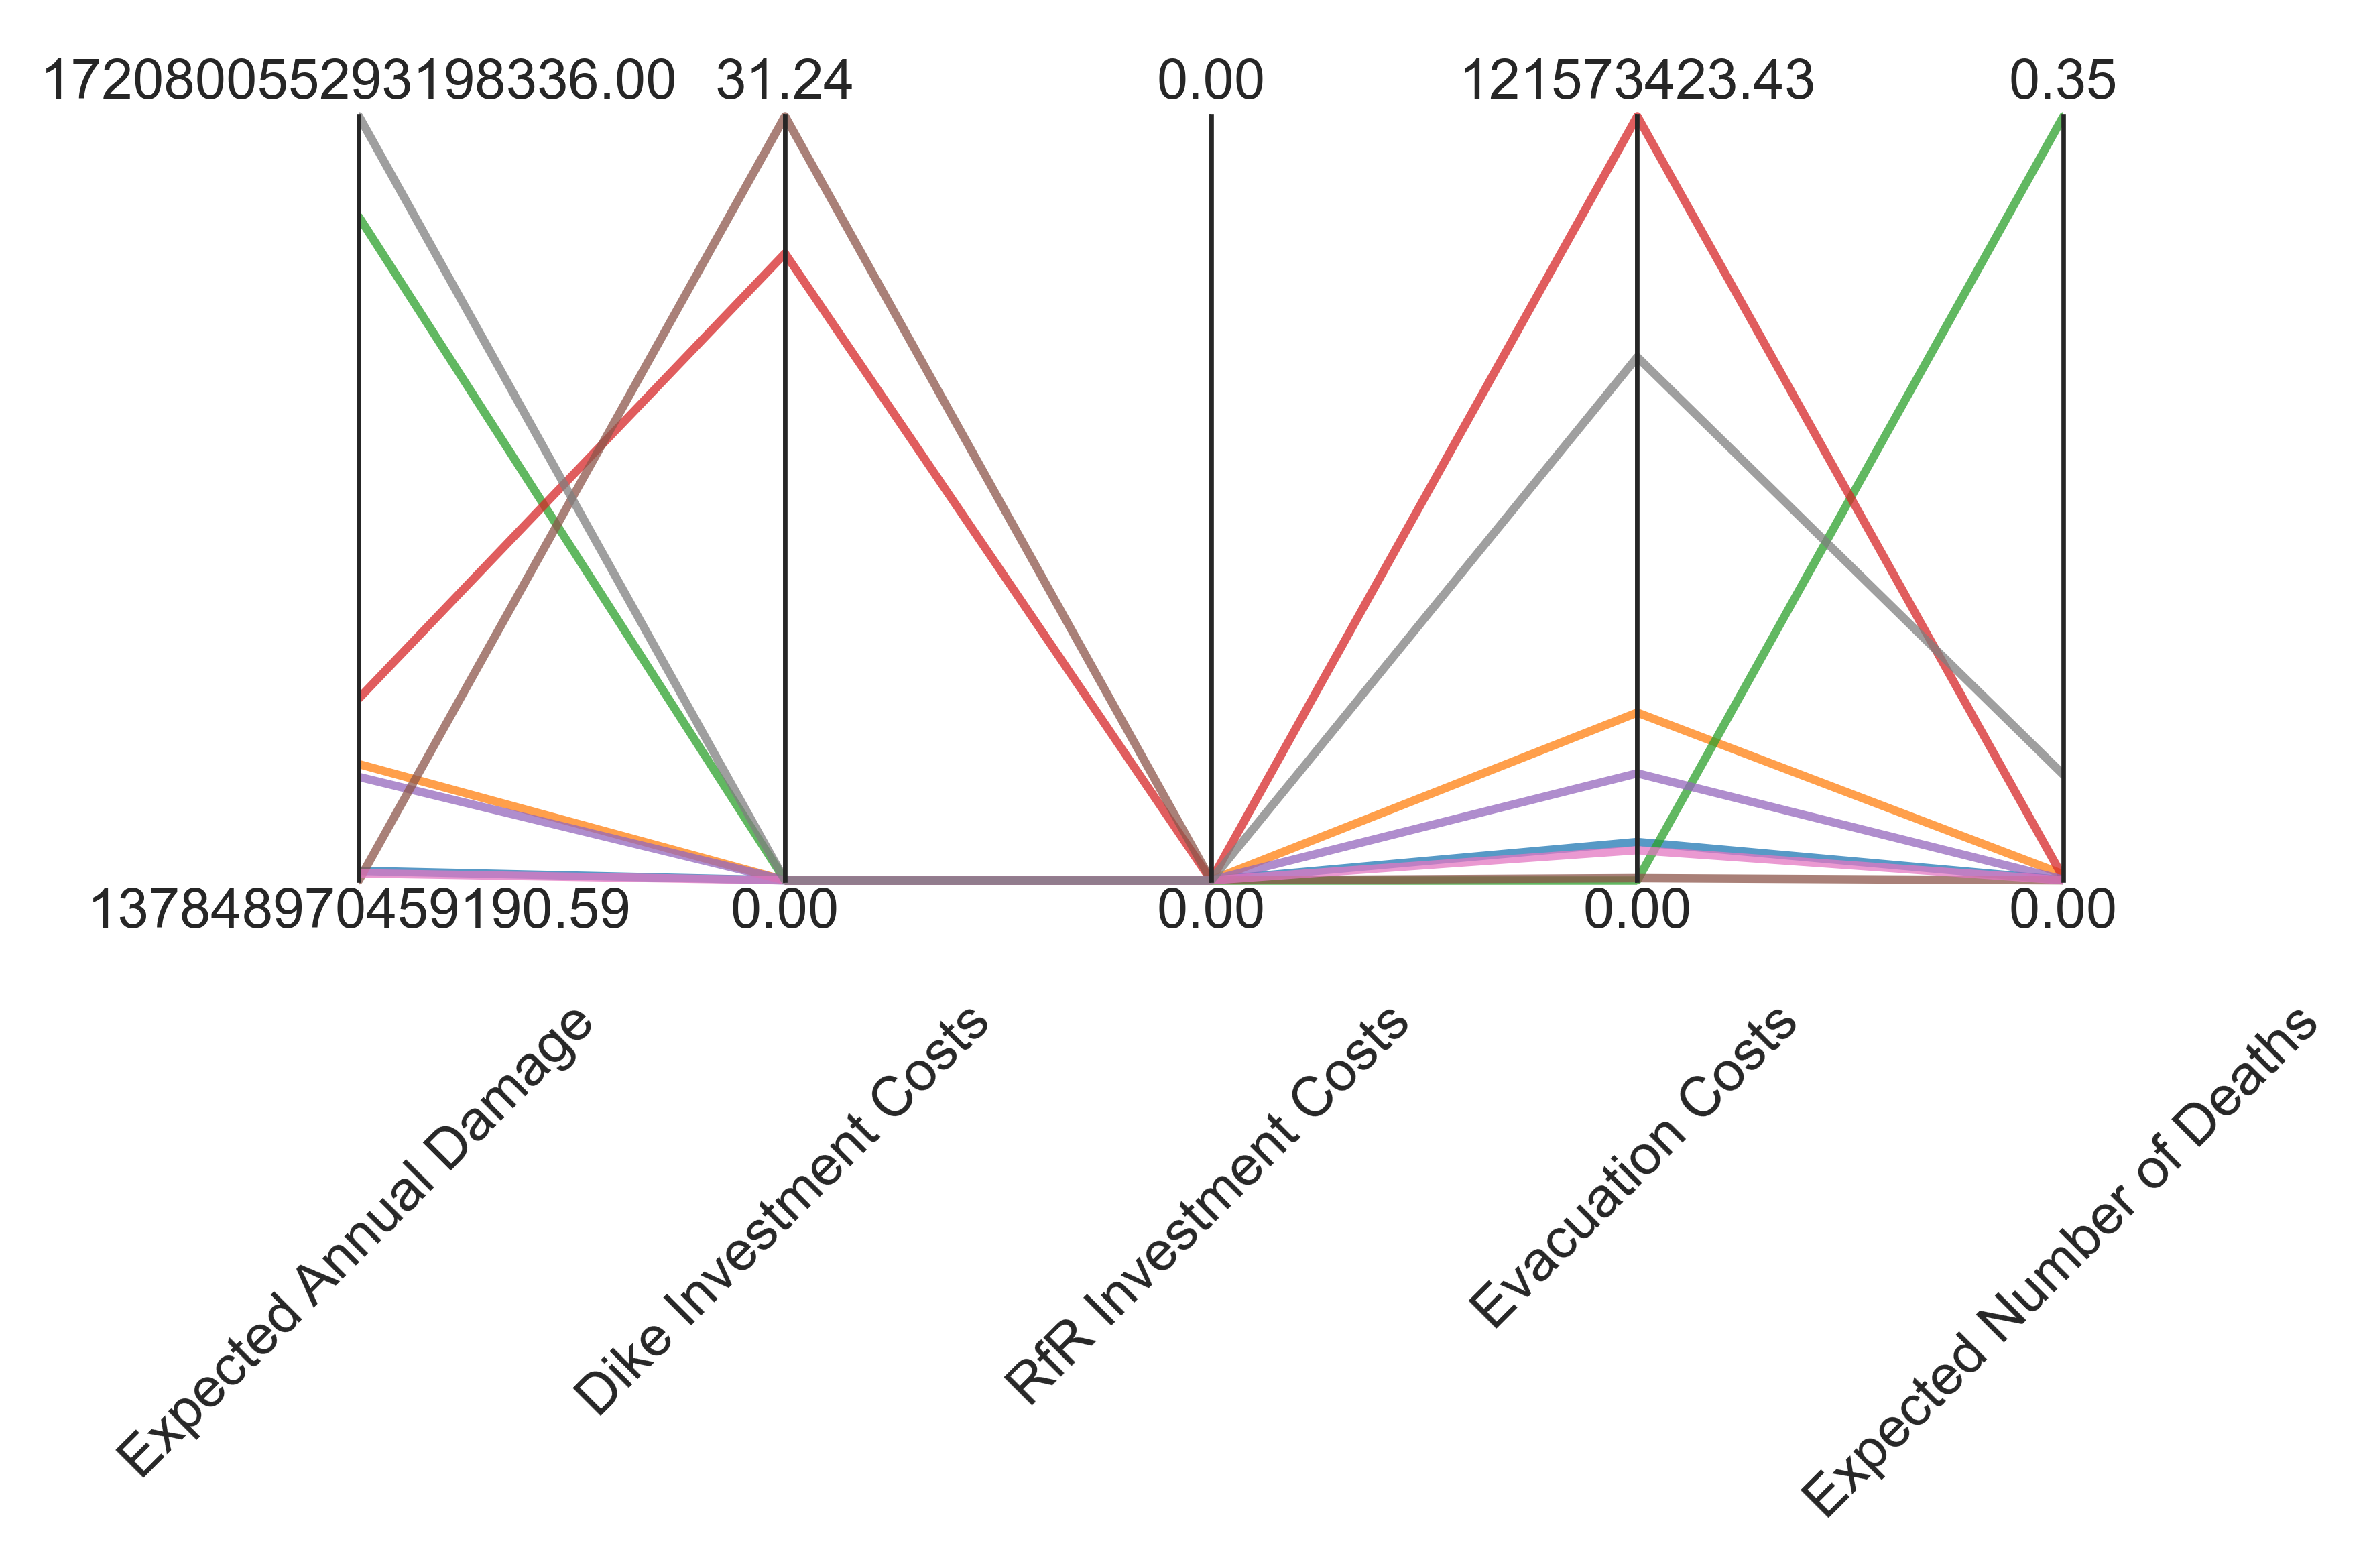 172080055293198336.00 31.24 0.00 121573423.43 0.35
137848970459190.59 0.00 0.00 0.00 0.00
Expected Annual Damage
Dike Investment Costs
RfR Investment Costs
Evacuation Costs
Expected Number of Deaths